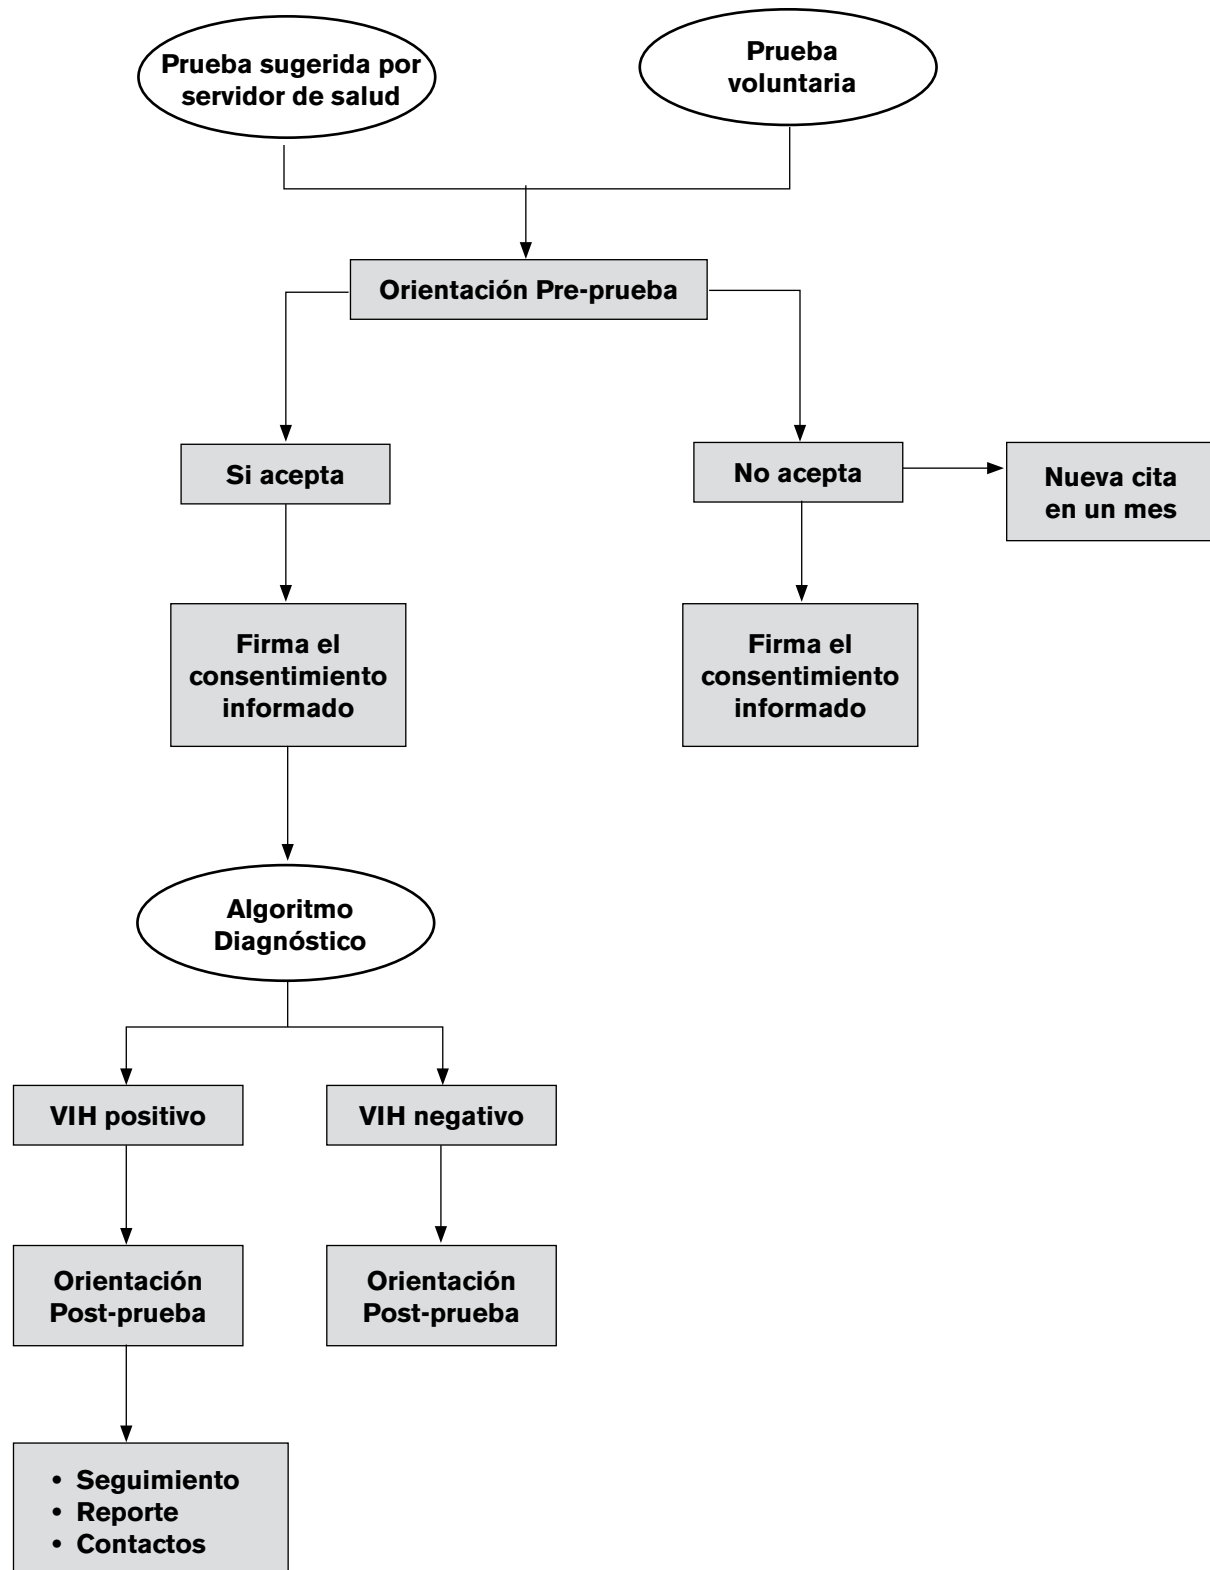 Prueba sugerida por
servidor de salud
Prueba
voluntaria
Orientación Pre-prueba
Si acepta
No acepta
Nueva cita
en un mes
Firma el
consentimiento
informado
Firma el
consentimiento
informado
Algoritmo
Diagnóstico
VIH positivo
VIH negativo
Orientación
Post-prueba
Orientación
Post-prueba
• Seguimiento
• Reporte
• Contactos